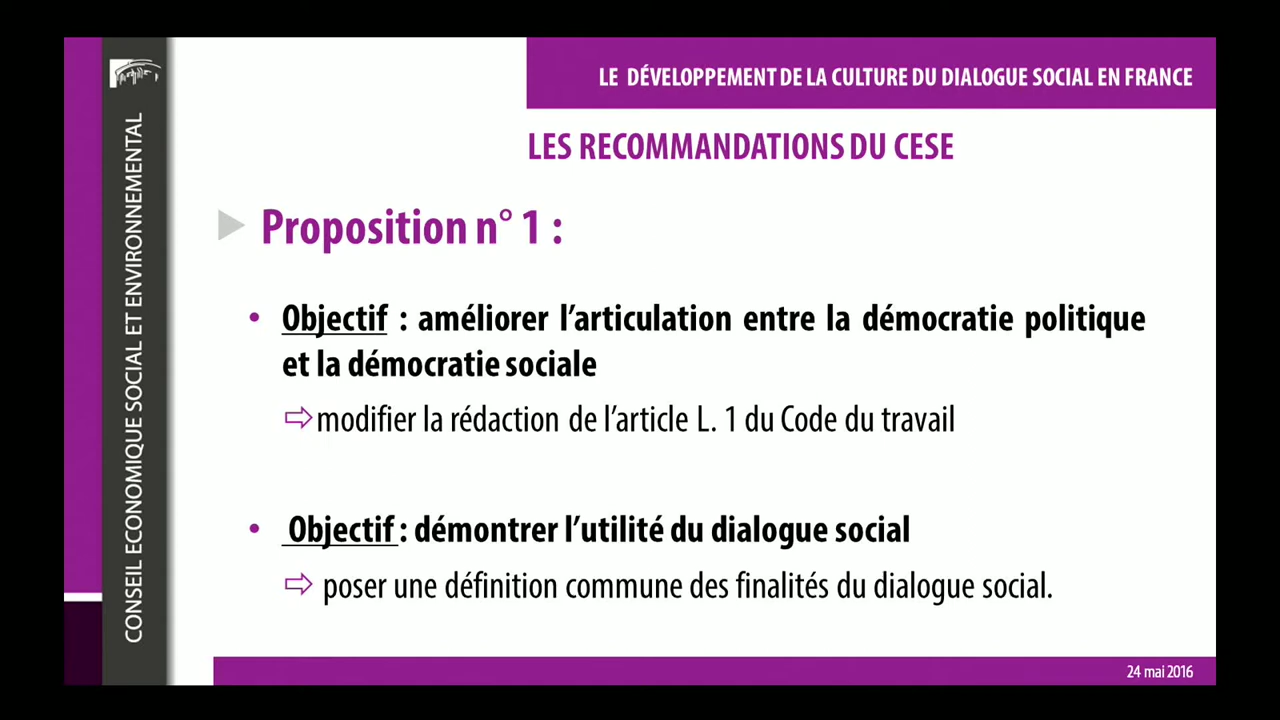 LE DÉVELOPPEMENT DE LA CULTURE DU DIALOGUE SOCIAL EN FRANCE
LES RECOMMANDATIONS DU CESE
CONSEIL ECONOMIQUE SOCIAL ET ENVIRONNEMENTAL
Proposition n° 1 :
• Objectif : améliorer l’articulation entre la démocratie politique
et la démocratie sociale
⇨modifier la rédaction de l’article L. 1 du Code du travail
• Objectif : démontrer l’utilité du dialogue social
⇨ poser une définition commune des finalités du dialogue social.
24 mai 2016